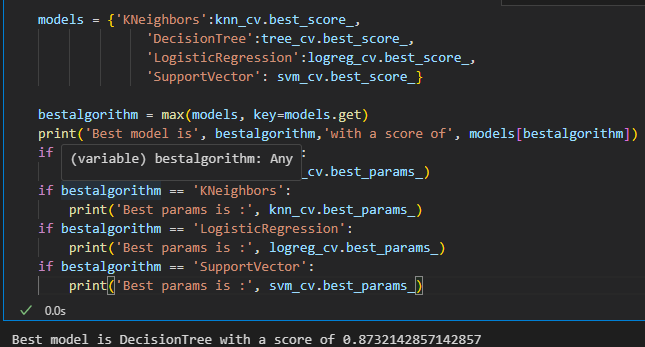 models = {'KNeighbors':knn_cv.best_score_,
'DecisionTree':tree_cv.best_score_,
'LogisticRegression':logreg_cv.best_score_,
'SupportVector': svm_cv.best_score_}
bestalgorithm = max(models, key=models.get)
print('Best model is', bestalgorithm,'with a score of', models[bestalgorithm])
if :
(variable) bestalgorithm: Any
_cv.best_params_)
if bestalgorithm == 'KNeighbors':
print('Best params is :', knn_cv.best_params_)
if bestalgorithm == 'LogisticRegression':
print('Best params is :', logreg_cv.best_params_)
if bestalgorithm == 'SupportVector':
print('Best params is :', svm_cv.best_params_)
0.0s
Best model is DecisionTree with a score of 0.8732142857142857